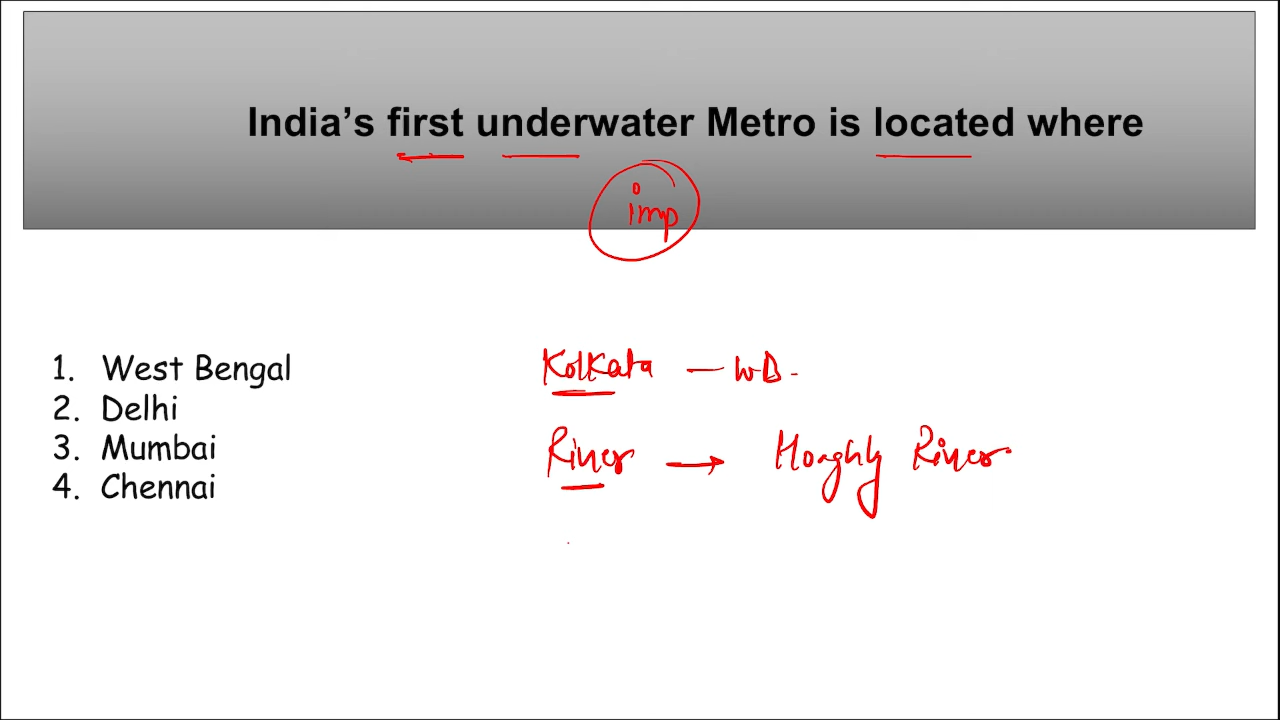 India's first underwater Metro is located where
imp
1. West Bengal
2. Delhi
3. Mumbai
4. Chennai
Kolkata – WB.
River → Hooghly River